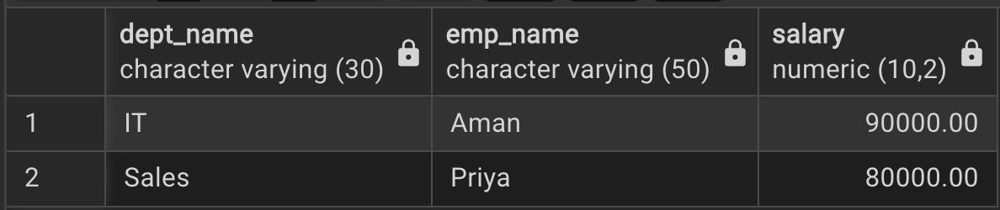 dept_name emp_name salary
character varying (30) character varying (50) numeric (10,2)
1 IT Aman 90000.00
2 Sales Priya 80000.00